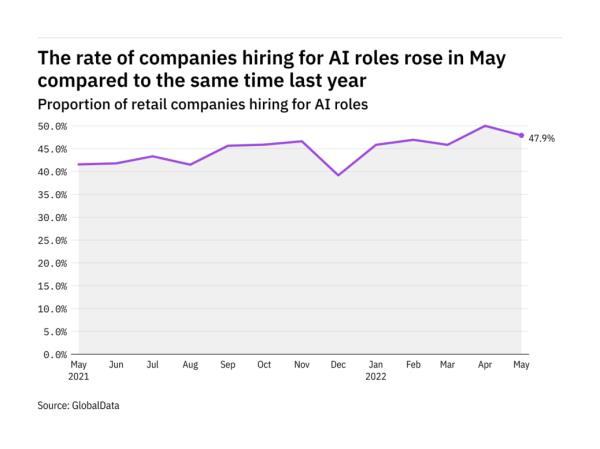 The rate of companies hiring for AI roles rose in May
compared to the same time last year
Proportion of retail companies hiring for AI roles
50.0%
47.9%
45.0%
40.0%
35.0%
30.0%
25.0%
20.0%
15.0%
10.0%
5.0%
0.0%
May Jun Jul Aug Sep Oct Nov Dec Jan Feb Mar Apr May
2021 2022
Source: GlobalData